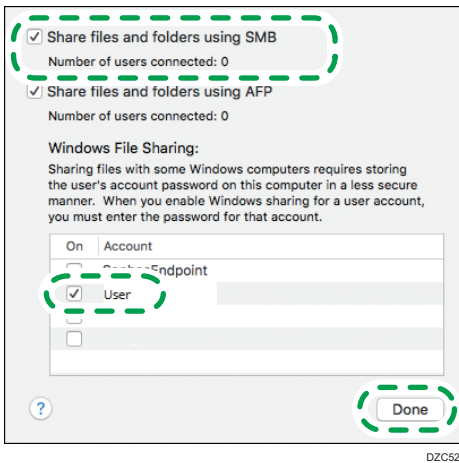 Share files and folders using SMB
Number of users connected: 0
Share files and folders using AFP
Number of users connected: 0
Windows File Sharing:
Sharing files with some Windows computers requires storing
the user's account password on this computer in a less secure
manner. When you enable Windows sharing for a user account,
you must enter the password for that account.
On Account
SophosEndpoint
User
? Done
DZC52